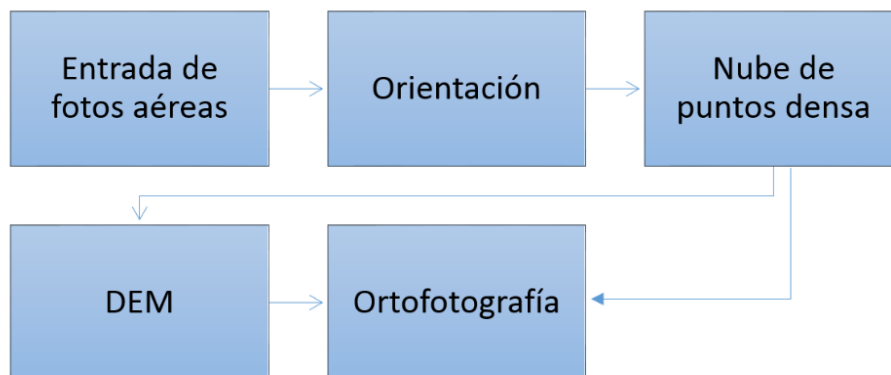 Entrada de
fotos aéreas
Orientación
Nube de
puntos densa
DEM
Ortofotografía